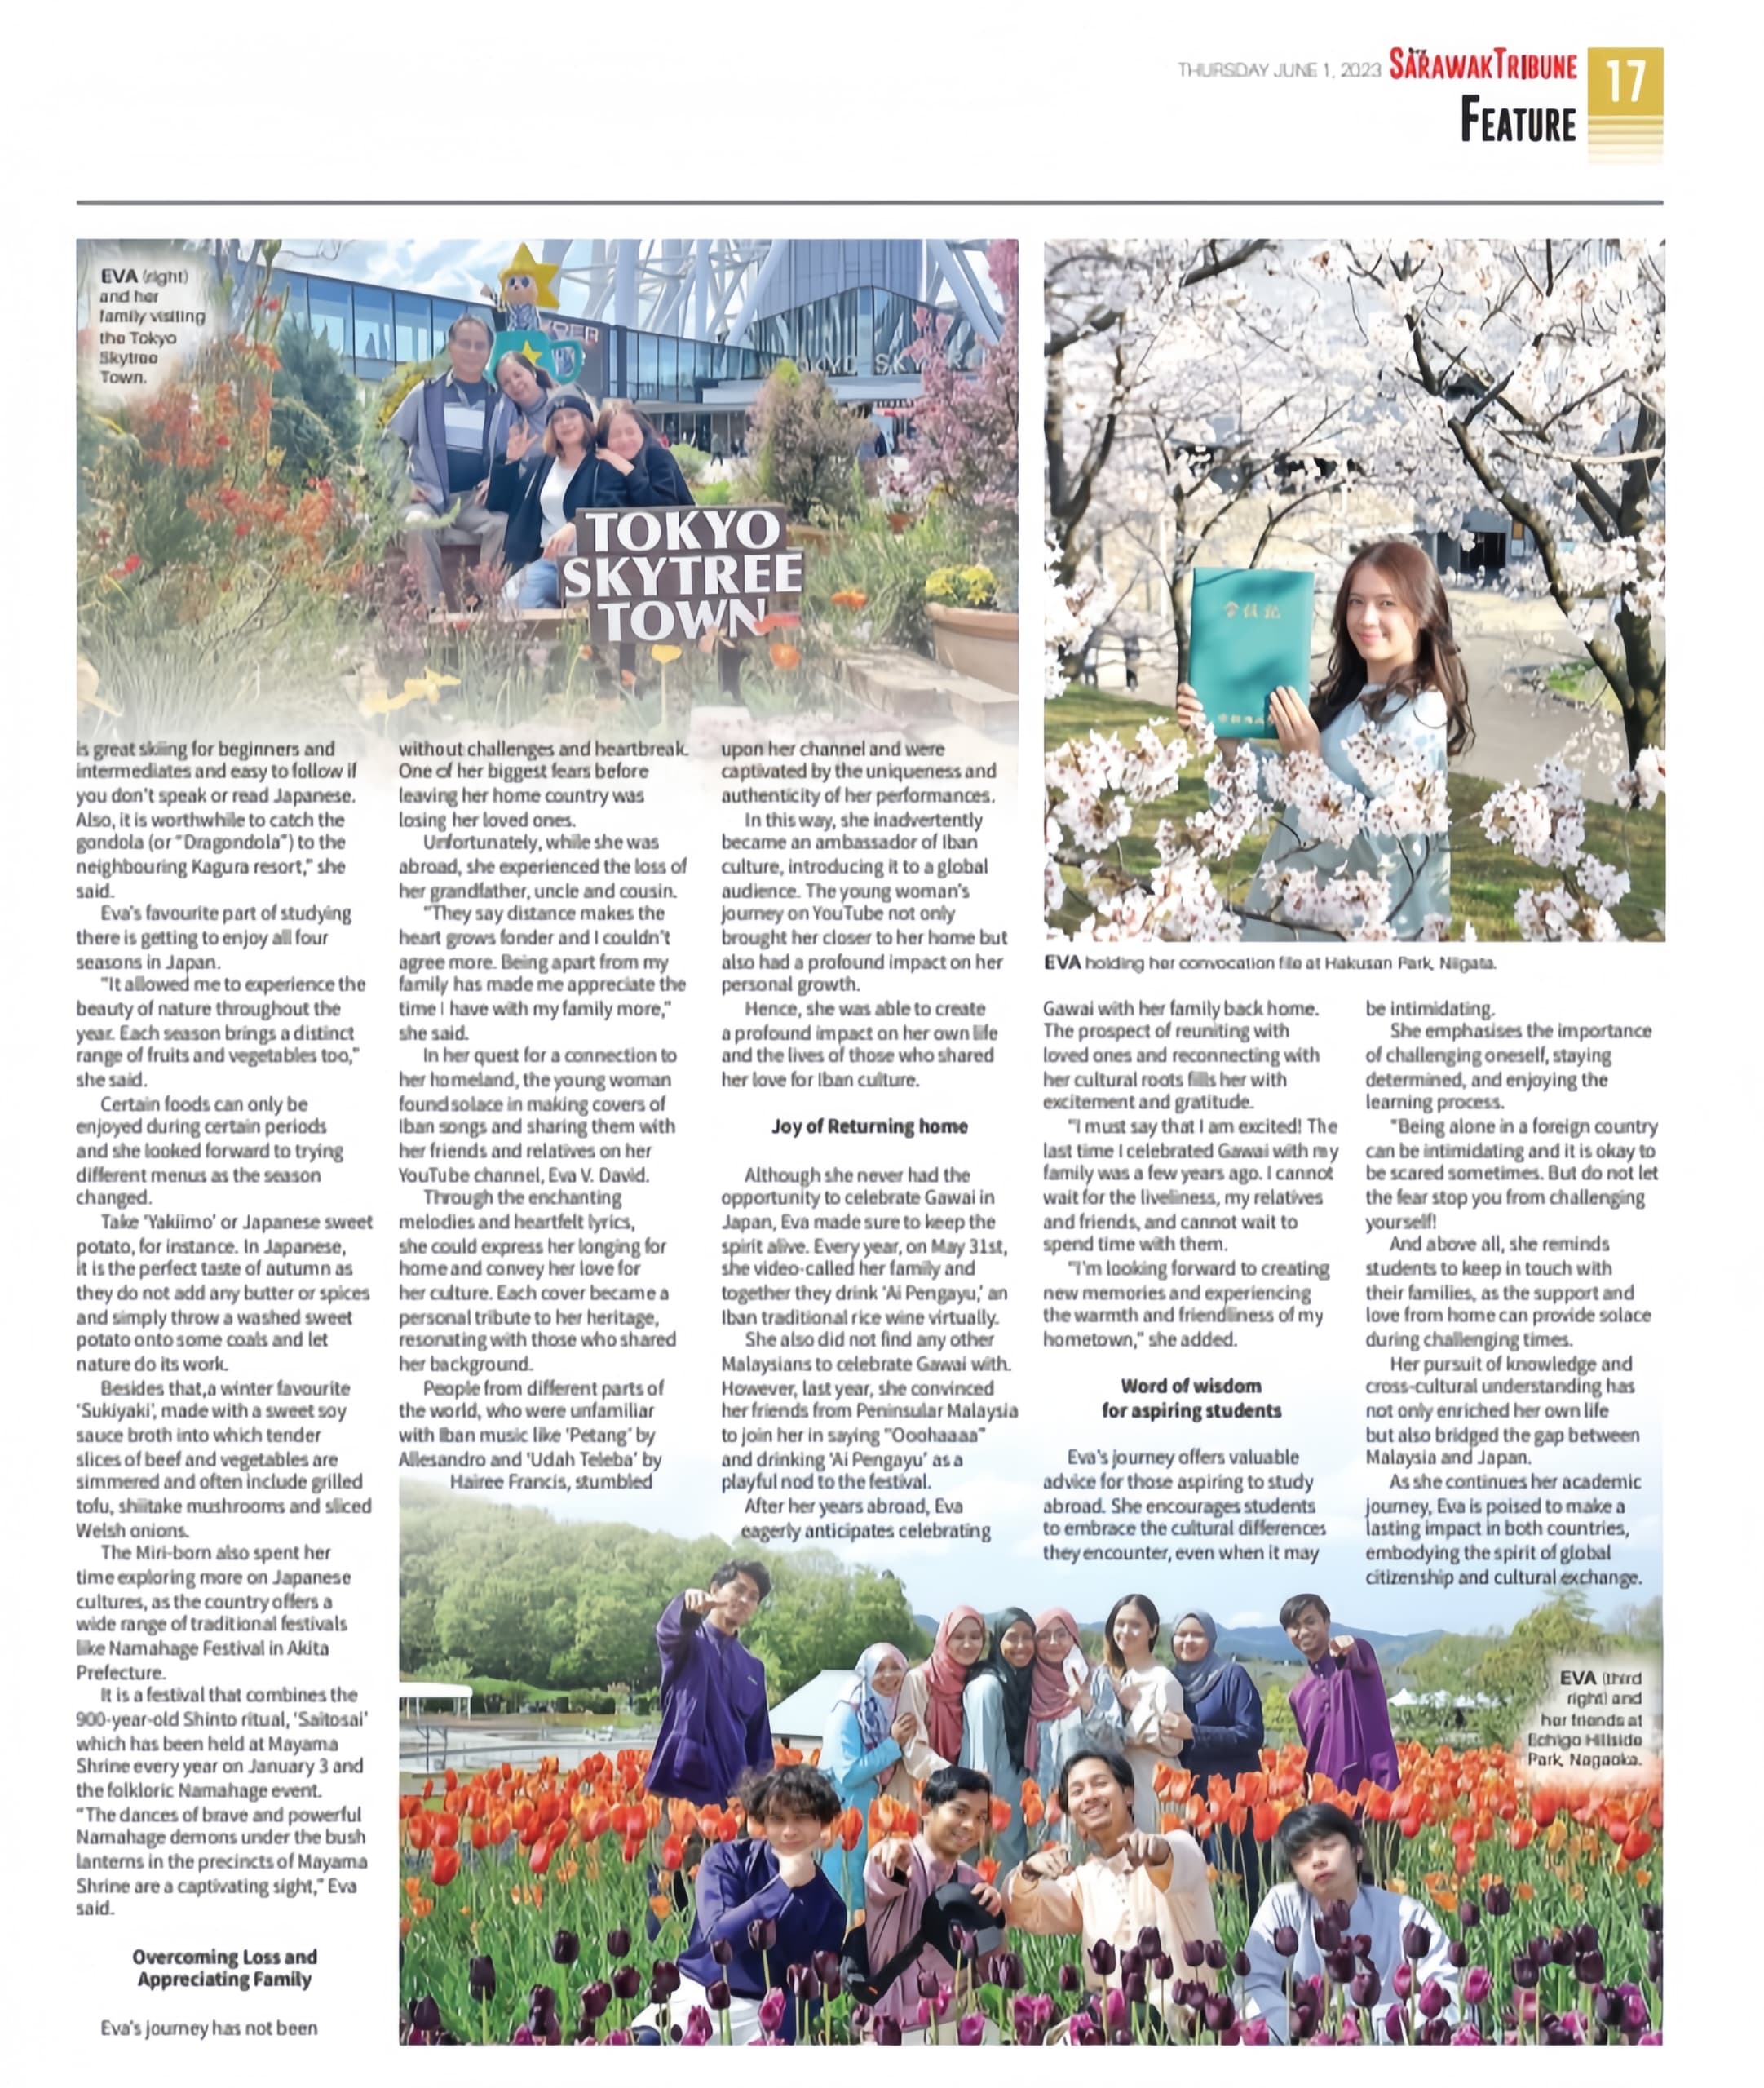 THURSDAY JUNE 1, 2023 SARAWAK TRIBUNE
17
FEATURE
EVA (right)
and her
family visiting
the Tokyo
Skytree
Town.
TOKYO
SKYTREE
TOWN
is great skiing for beginners and
intermediates and easy to follow if
you don't speak or read Japanese.
Also, it is worthwhile to catch the
gondola (or "Dragondola") to the
neighbouring Kagura resort," she
said.
Eva's favourite part of studying
there is getting to enjoy all four
seasons in Japan.
"It allowed me to experience the
beauty of nature throughout the
year. Each season brings a distinct
range of fruits and vegetables too,"
she said.
Certain foods can only be
enjoyed during certain periods
and she looked forward to trying
different menus as the season
changed.
Take 'Yakiimo' or Japanese sweet
potato, for instance. In Japanese,
it is the perfect taste of autumn as
they do not add any butter or spices
and simply throw a washed sweet
potato onto some coals and let
nature do its work.
Besides that,a winter favourite
'Sukiyaki', made with a sweet soy
sauce broth into which tender
slices of beef and vegetables are
simmered and often include grilled
tofu, shiitake mushrooms and sliced
Welsh onions.
The Miri-born also spent her
time exploring more on Japanese
cultures, as the country offers a
wide range of traditional festivals
like Namahage Festival in Akita
Prefecture.
It is a festival that combines the
900-year-old Shinto ritual, 'Saitosai'
which has been held at Mayama
Shrine every year on January 3 and
the folkloric Namahage event.
"The dances of brave and powerful
Namahage demons under the bush
lanterns in the precincts of Mayama
Shrine are a captivating sight," Eva
said.
Overcoming Loss and
Appreciating Family
Eva's journey has not been
without challenges and heartbreak.
One of her biggest fears before
leaving her home country was
losing her loved ones.
Unfortunately, while she was
abroad, she experienced the loss of
her grandfather, uncle and cousin.
"They say distance makes the
heart grows fonder and I couldn't
agree more. Being apart from my
family has made me appreciate the
time I have with my family more,"
she said.
In her quest for a connection to
her homeland, the young woman
found solace in making covers of
Iban songs and sharing them with
her friends and relatives on her
YouTube channel, Eva V. David.
Through the enchanting
melodies and heartfelt lyrics,
she could express her longing for
home and convey her love for
her culture. Each cover became a
personal tribute to her heritage,
resonating with those who shared
her background.
People from different parts of
the world, who were unfamiliar
with Iban music like 'Petang' by
Allesandro and 'Udah Teleba' by
Hairee Francis, stumbled
upon her channel and were
captivated by the uniqueness and
authenticity of her performances.
In this way, she inadvertently
became an ambassador of Iban
culture, introducing it to a global
audience. The young woman's
journey on YouTube not only
brought her closer to her home but
also had a profound impact on her
personal growth.
Hence, she was able to create
a profound impact on her own life
and the lives of those who shared
her love for Iban culture.
Joy of Returning home
Although she never had the
opportunity to celebrate Gawai in
Japan, Eva made sure to keep the
spirit alive. Every year, on May 31st,
she video-called her family and
together they drink 'Ai Pengayu,' an
Iban traditional rice wine virtually.
She also did not find any other
Malaysians to celebrate Gawai with.
However, last year, she convinced
her friends from Peninsular Malaysia
to join her in saying "Ooohaaaa"
and drinking 'Ai Pengayu' as a
playful nod to the festival.
After her years abroad, Eva
eagerly anticipates celebrating
學位記
EVA holding her convocation file at Hakusan Park, Niigata.
Gawai with her family back home.
The prospect of reuniting with
loved ones and reconnecting with
her cultural roots fills her with
excitement and gratitude.
"I must say that I am excited! The
last time I celebrated Gawai with my
family was a few years ago. I cannot
wait for the liveliness, my relatives
and friends, and cannot wait to
spend time with them.
"I'm looking forward to creating
new memories and experiencing
the warmth and friendliness of my
hometown," she added.
Word of wisdom
for aspiring students
Eva's journey offers valuable
advice for those aspiring to study
abroad. She encourages students
to embrace the cultural differences
they encounter, even when it may
be intimidating.
She emphasises the importance
of challenging oneself, staying
determined, and enjoying the
learning process.
"Being alone in a foreign country
can be intimidating and it is okay to
be scared sometimes. But do not let
the fear stop you from challenging
yourself!
And above all, she reminds
students to keep in touch with
their families, as the support and
love from home can provide solace
during challenging times.
Her pursuit of knowledge and
cross-cultural understanding has
not only enriched her own life
but also bridged the gap between
Malaysia and Japan.
As she continues her academic
journey, Eva is poised to make a
lasting impact in both countries,
embodying the spirit of global
citizenship and cultural exchange.
EVA (third
right) and
her friends at
Echigo Hillside
Park, Nagaoka.